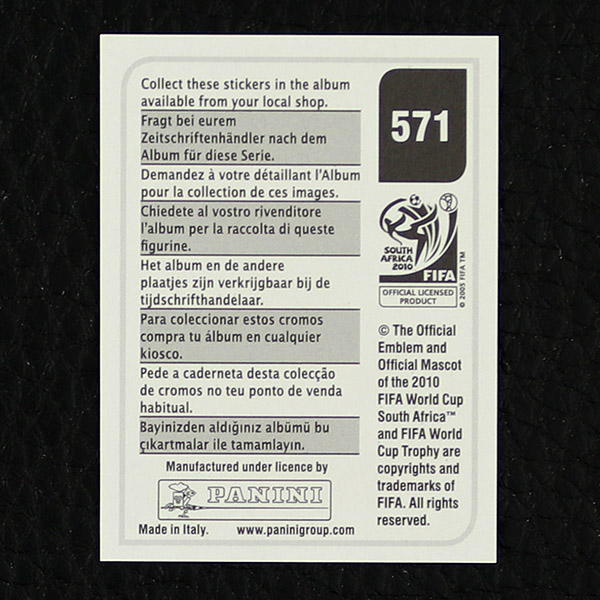 Collect these stickers in the album
available from your local shop.
Fragt bei eurem
Zeitschriftenhändler nach dem
Album für diese Serie.
Demandez à votre détaillant l'Album
pour la collection de ces images.
Chiedete al vostro rivenditore
l'album per la raccolta di queste
figurine.
Het album en de andere
plaatjes zijn verkrijgbaar bij de
tijdschrifthandelaar.
Para coleccionar estos cromos
compra tu álbum en cualquier
kiosco.
Pede a caderneta desta colecção
de cromos no teu ponto de venda
habitual.
Bayinizden aldığınız albümü bu
çıkartmalar ile tamamlayın.
Manufactured under licence by
PANINI
Made in Italy. www.paninigroup.com
571
SOUTH
AFRICA
2010
FIFA
OFFICIAL LICENSED
PRODUCT
© 2005 FIFA TM
© The Official
Emblem and
Official Mascot
of the 2010
FIFA World Cup
South Africa™
and FIFA World
Cup Trophy are
copyrights and
trademarks of
FIFA. All rights
reserved.